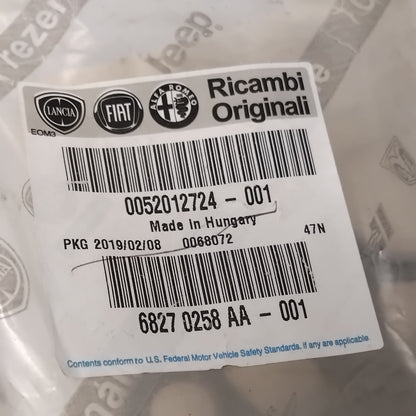 LANCIA
FIAT
ALFA ROMEO
Ricambi
Originali
EOM3
0052012724 - 001
Made In Hungary
PKG 2019/02/08 0068072 47N
6827 0258 AA - 001
Contents conform to U.S. Federal Motor Vehicle Safety Standards. if any applicable
Jeep